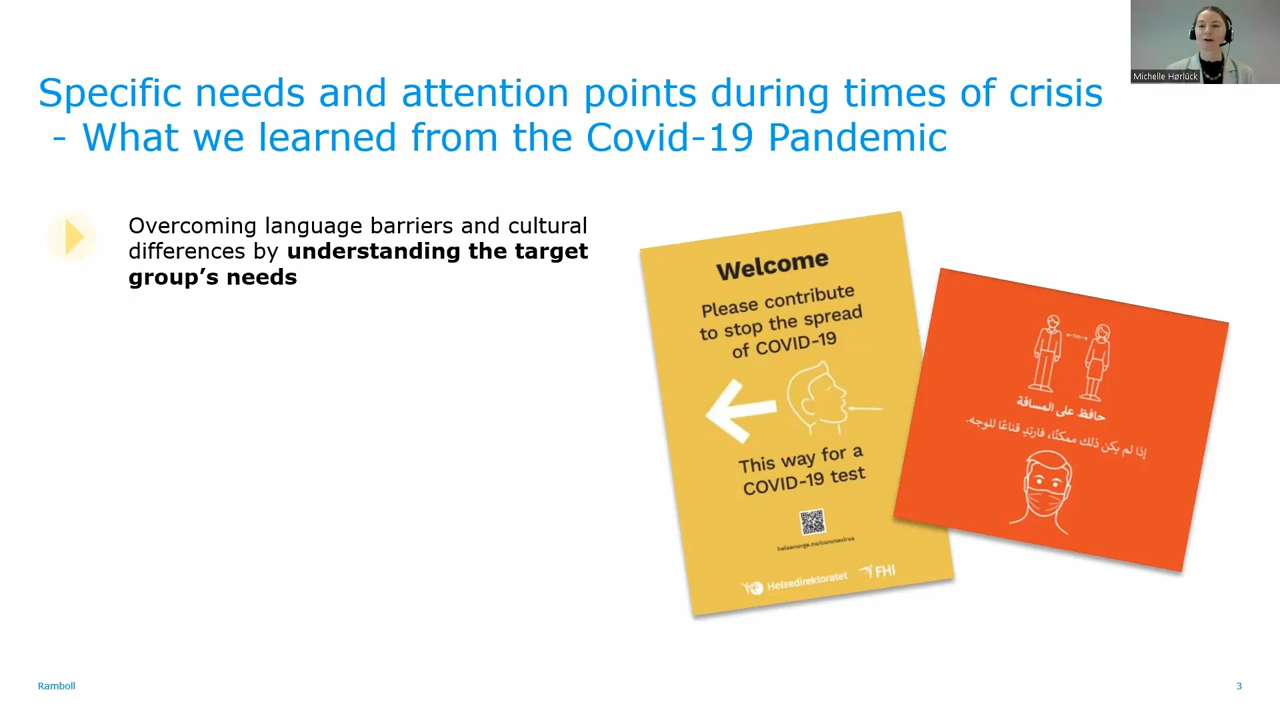 Michelle Hørlück
Specific needs and attention points during times of crisis
- What we learned from the Covid-19 Pandemic
Overcoming language barriers and cultural
differences by understanding the target
group's needs
Welcome
Please contribute
to stop the spread
of COVID-19
This way for a
COVID-19 test
helsenorge.no/coronavirus
Helsedirektoratet FHI
حافظ على المسافة
إذا لم يكن ذلك ممكنًا، فارتدِ قناعًا للوجه.
Ramboll
3